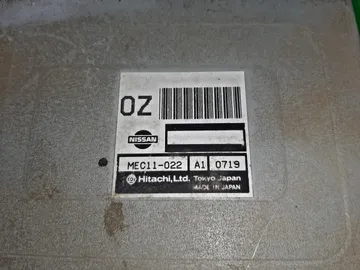 OZ
NISSAN
MEC11-022 A1 0719
Hitachi, Ltd. Tokyo Japan
MADE IN JAPAN